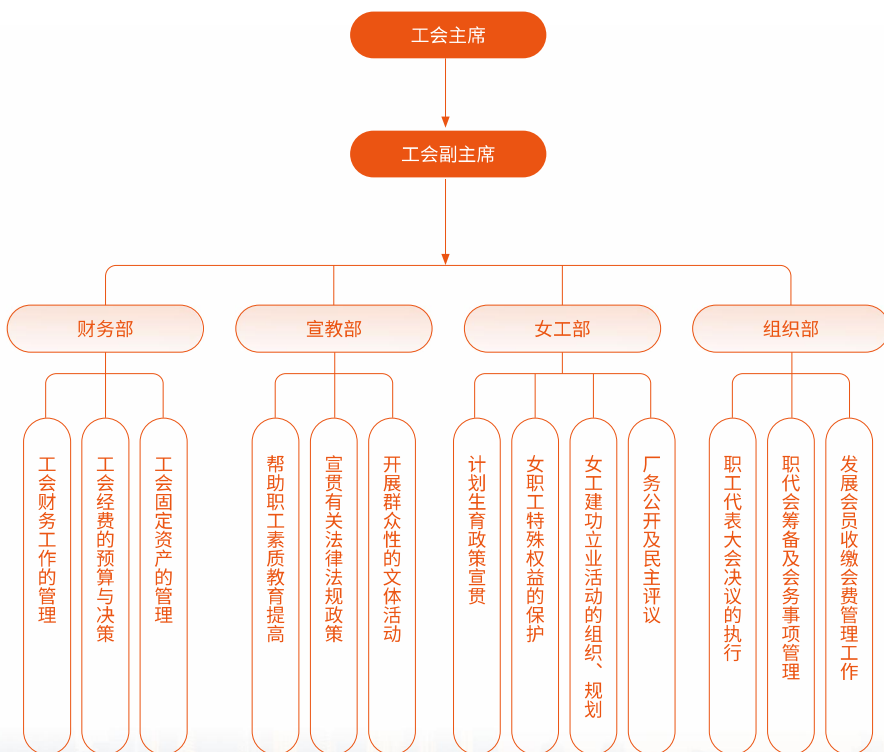 工会主席
工会副主席
财务部
宣教部
女工部
组织部
工会财务工作的管理
工会经费的预算与决策
工会固定资产的管理
帮助职工素质教育提高
宣贯有关法律法规政策
开展群众性的文体活动
计划生育政策宣贯
女职工特殊权益的保护
女工建功立业活动的组织、规划
厂务公开及民主评议
职工代表大会决议的执行
职代会筹备及会务事项管理
发展会员收缴会费管理工作